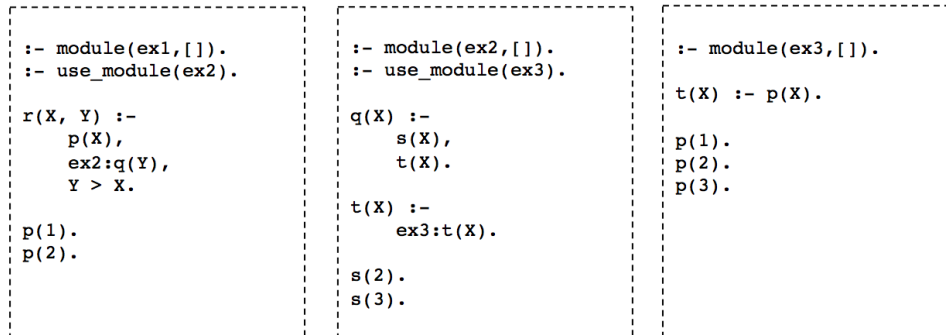 :- module(ex1,[]).
:- use_module(ex2).
r(X, Y) :-
p(X),
ex2:q(Y),
Y > X.
p(1).
p(2).
:- module(ex2,[]).
:- use_module(ex3).
q(X) :-
s(X),
t(X).
t(X) :-
ex3:t(X).
s(2).
s(3).
:- module(ex3,[]).
t(X) :- p(X).
p(1).
p(2).
p(3).